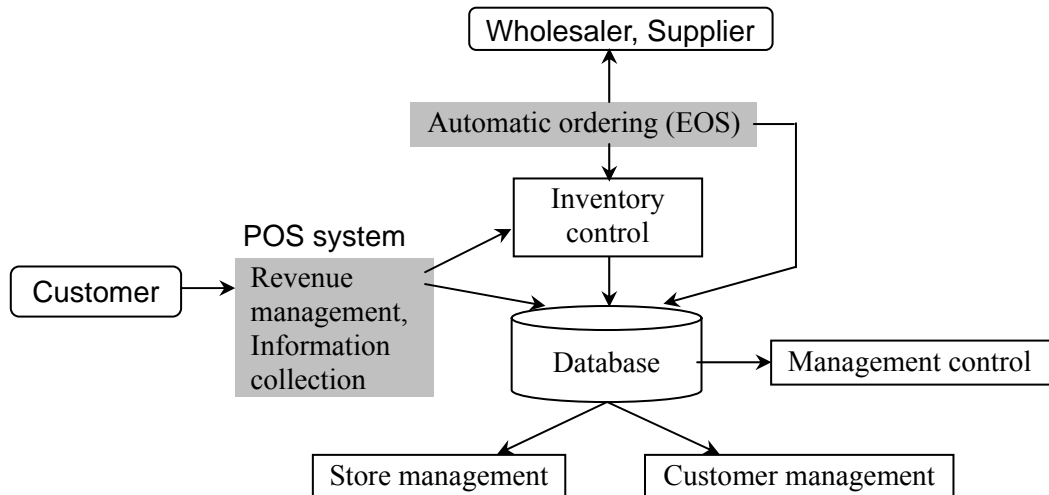 Wholesaler, Supplier
Automatic ordering (EOS)
Inventory
control
POS system
Revenue
management,
Information
collection
Customer
Database
Management control
Store management
Customer management